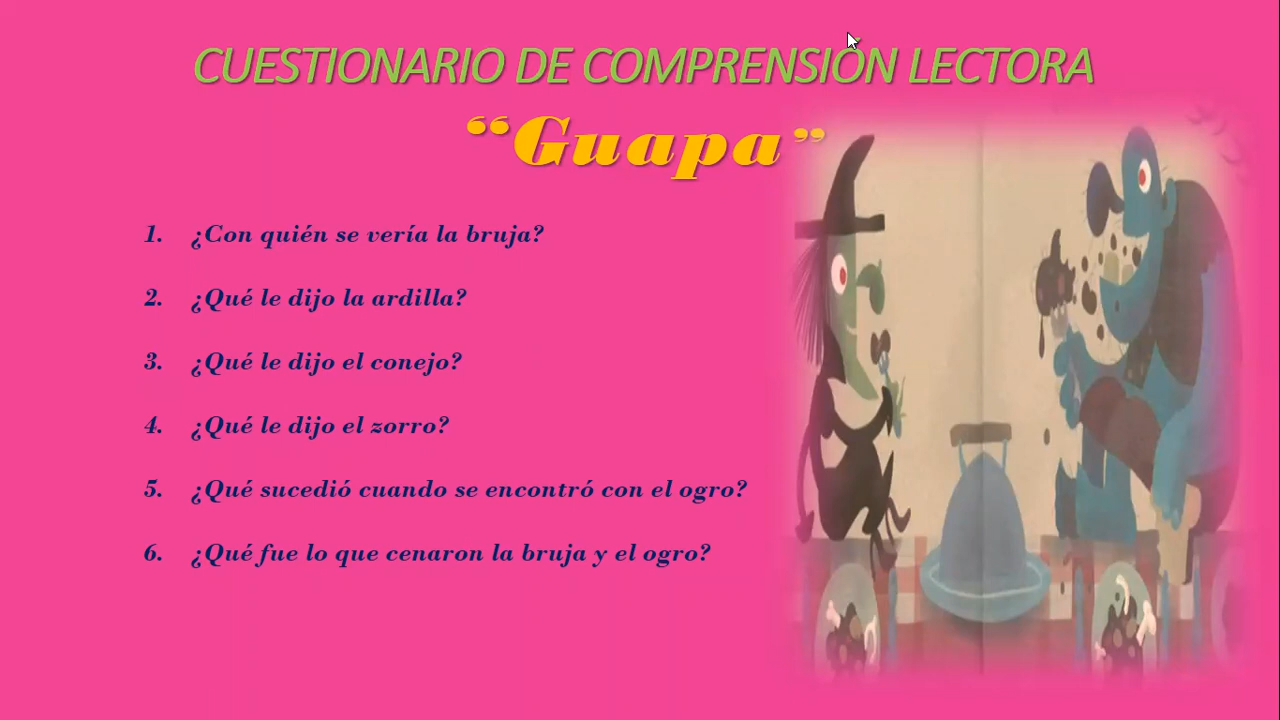 CUESTIONARIO DE COMPRENSIÓN LECTORA
“Guapa”
1. ¿Con quién se vería la bruja?
2. ¿Qué le dijo la ardilla?
3. ¿Qué le dijo el conejo?
4. ¿Qué le dijo el zorro?
5. ¿Qué sucedió cuando se encontró con el ogro?
6. ¿Qué fue lo que cenaron la bruja y el ogro?